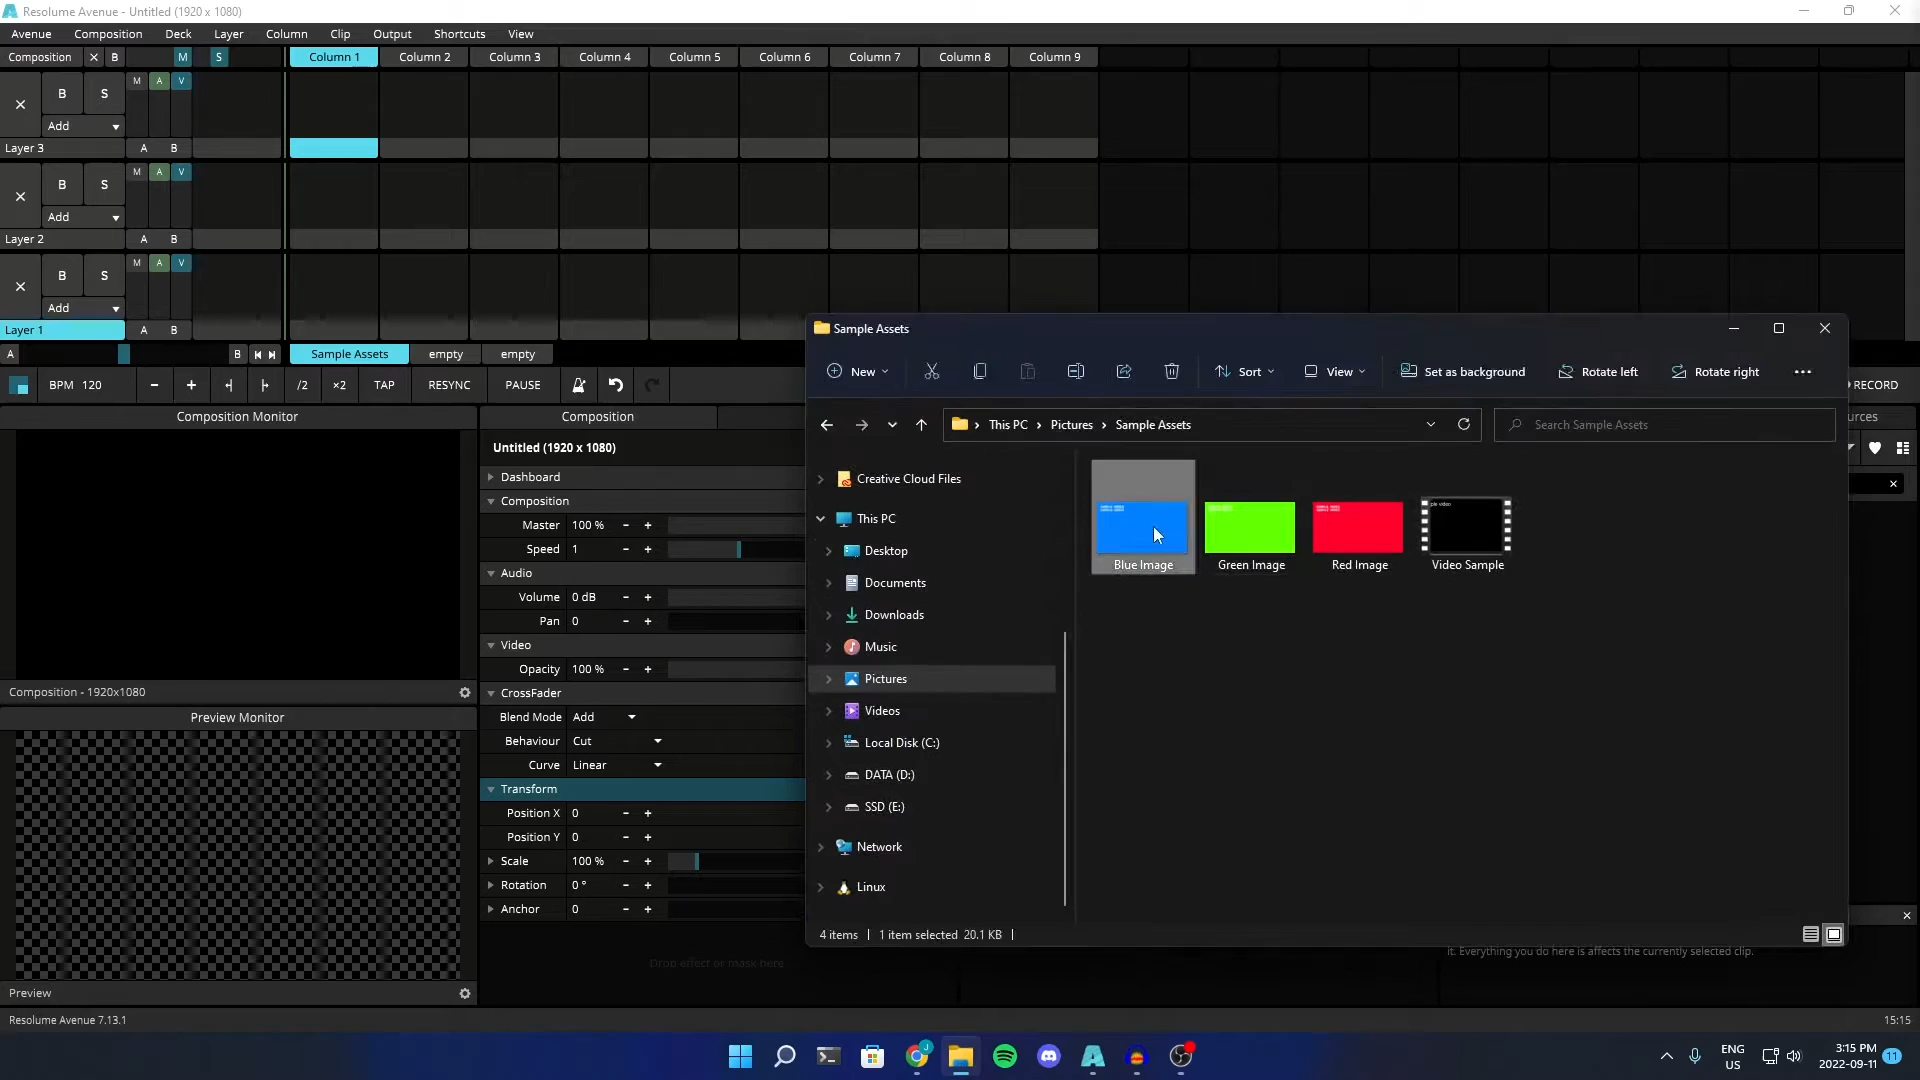 Resolume Avenue - Untitled (1920 x 1080)
Avenue Composition Deck Layer Column Clip Output Shortcuts View
Composition X B M S Column 1 Column 2 Column 3 Column 4 Column 5 Column 6 Column 7 Column 8 Column 9
M A V
B S
Add
Layer 3 A B
M A V
B S
Add
Layer 2 A B
M A V
B S
Add
Layer 1 A B
A B Sample Assets empty empty
BPM 120 - + /2 ×2 TAP RESYNC PAUSE RECORD
Composition Monitor
Composition - 1920x1080
Preview Monitor
Preview
Composition
Untitled (1920 x 1080)
Dashboard
Composition
Master 100 % - +
Speed 1 - +
Audio
Volume 0 dB - +
Pan 0 - +
Video
Opacity 100 % - +
CrossFader
Blend Mode Add
Behaviour Cut
Curve Linear
Transform
Position X 0 - +
Position Y 0 - +
Scale 100 % - +
Rotation 0 ° - +
Anchor 0 - +
Drop effect or mask here
Sample Assets
New Sort View Set as background Rotate left Rotate right
This PC Pictures Sample Assets
Search Sample Assets
Creative Cloud Files
This PC
Desktop
Documents
Downloads
Music
Pictures
Videos
Local Disk (C:)
DATA (D:)
SSD (E:)
Network
Linux
Blue Image Green Image Red Image Video Sample
4 items 1 item selected 20.1 KB
urces
it. Everything you do here is affects the currently selected clip.
Resolume Avenue 7.13.1
15:15
ENG
US
3:15 PM
2022-09-11
11